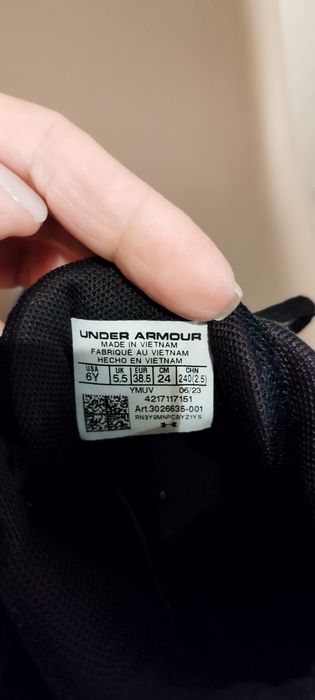 UNDER ARMOUR
MADE IN VIETNAM
FABRIQUÉ AU VIETNAM
HECHO EN VIETNAM
USA UK EUR CM CHN
6Y 5.5 38.5 24 240(2.5)
YMUV 06/23
4217117151
Art.3026635-001